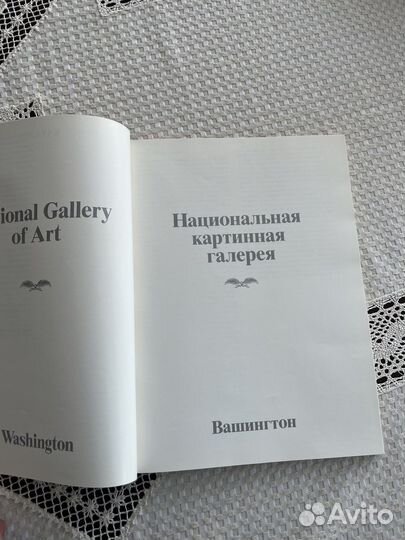 ional Gallery
of Art
Washington
Национальная
картинная
галерея
Вашингтон
Avito